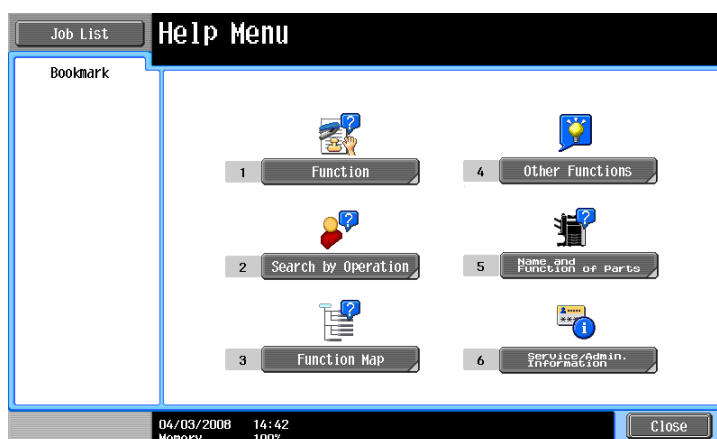 Job List
Help Menu
Bookmark
1 Function
4 Other Functions
2 Search by Operation
5 Name and
Function of Parts
3 Function Map
6 Service/Admin.
Information
04/03/2008 14:42
Memory 100%
Close